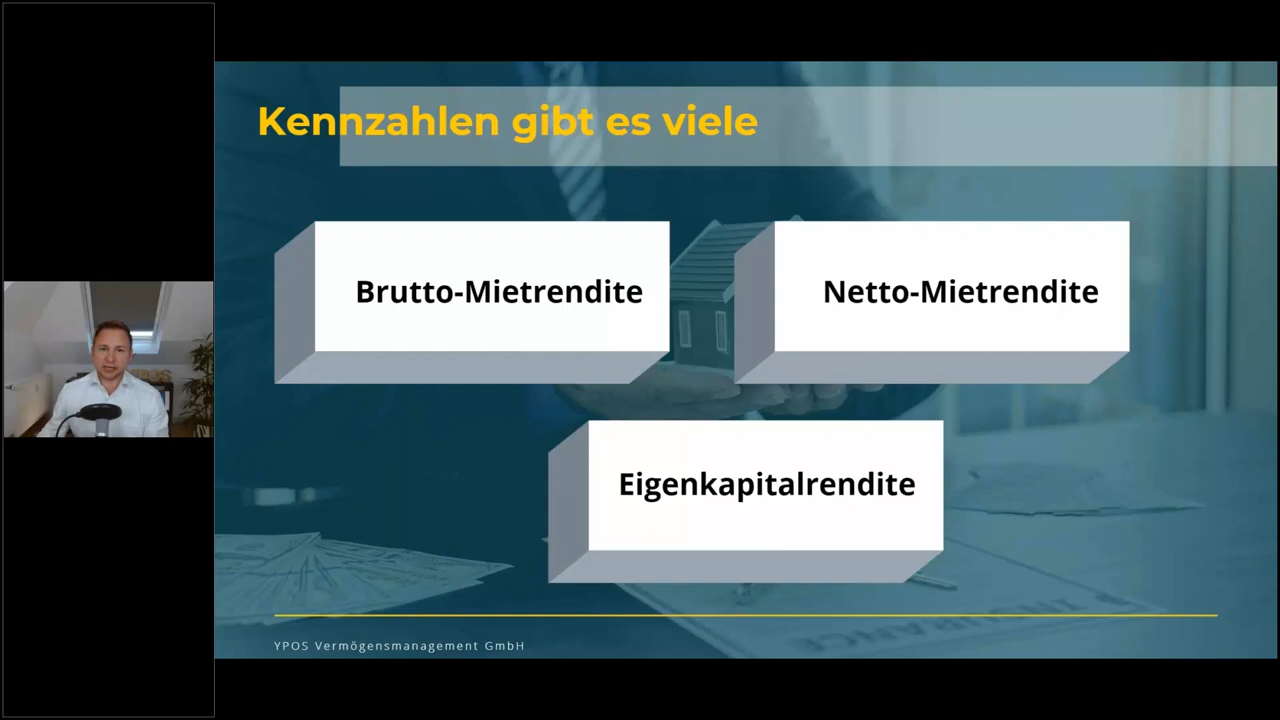 Kennzahlen gibt es viele
Brutto-Mietrendite
Netto-Mietrendite
Eigenkapitalrendite
YPOS Vermögensmanagement GmbH